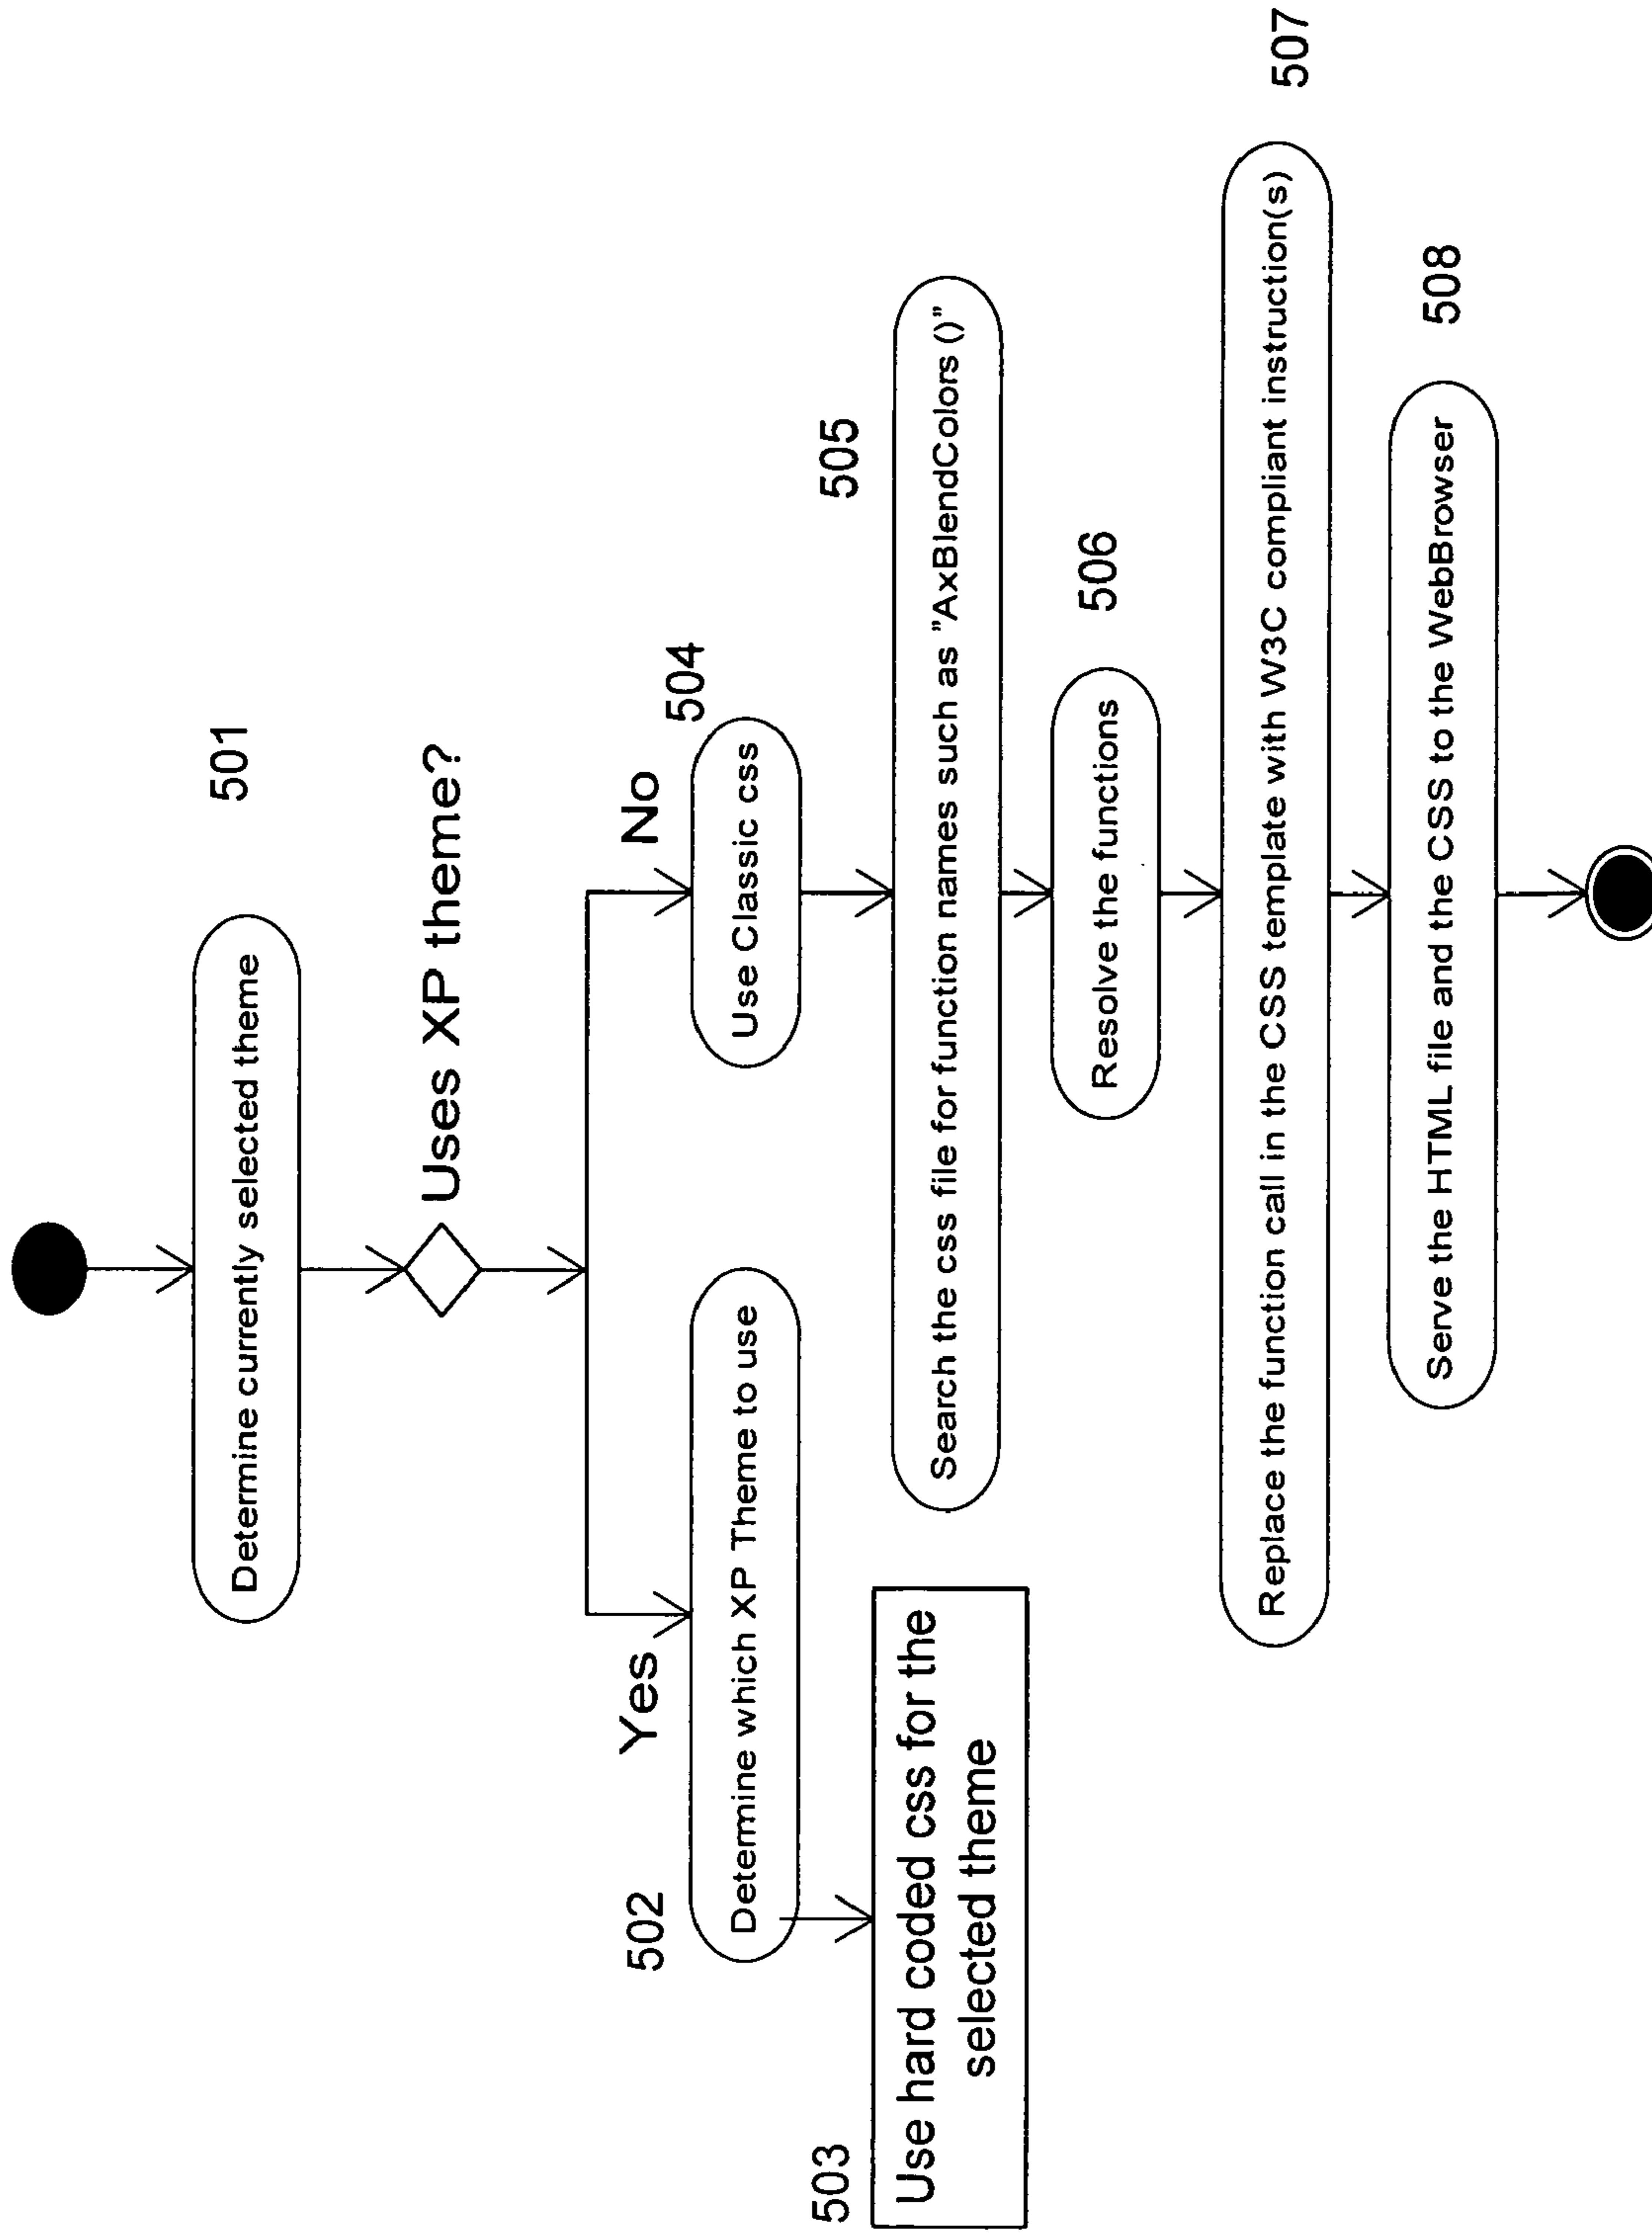 501
Determine currently selected theme
Uses XP theme?
Yes
No
502
Determine which XP Theme to use
504
Use Classic css
503
Use hard coded css for the
selected theme
505
Search the css file for function names such as "AxBlendColors ()"
506
Resolve the functions
507
Replace the function call in the CSS template with W3C compliant instruction(s)
508
Serve the HTML file and the CSS to the WebBrowser